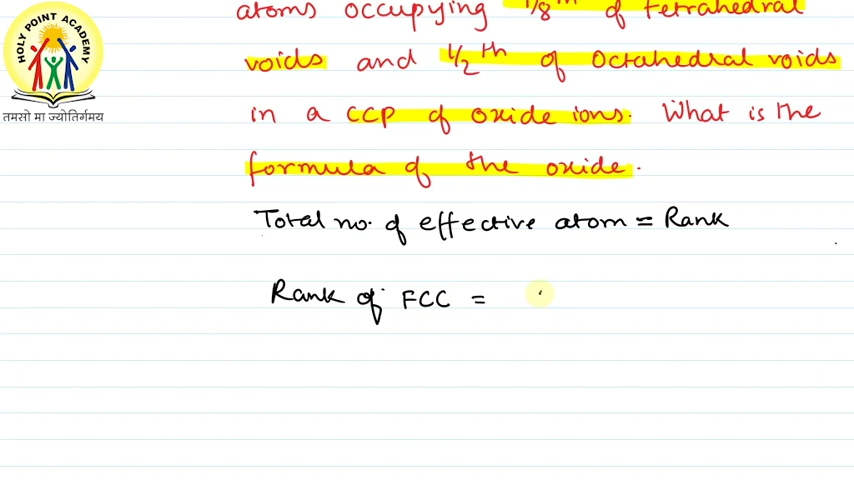 HOLY POINT ACADEMY
तमसो मा ज्योतिर्गमय
atoms occupying 1/8th of tetrahedral
voids and 1/2th of Octahedral voids
in a CCP of oxide ions. What is the
formula of the oxide.
Total no. of effective atom = Rank
Rank of FCC =